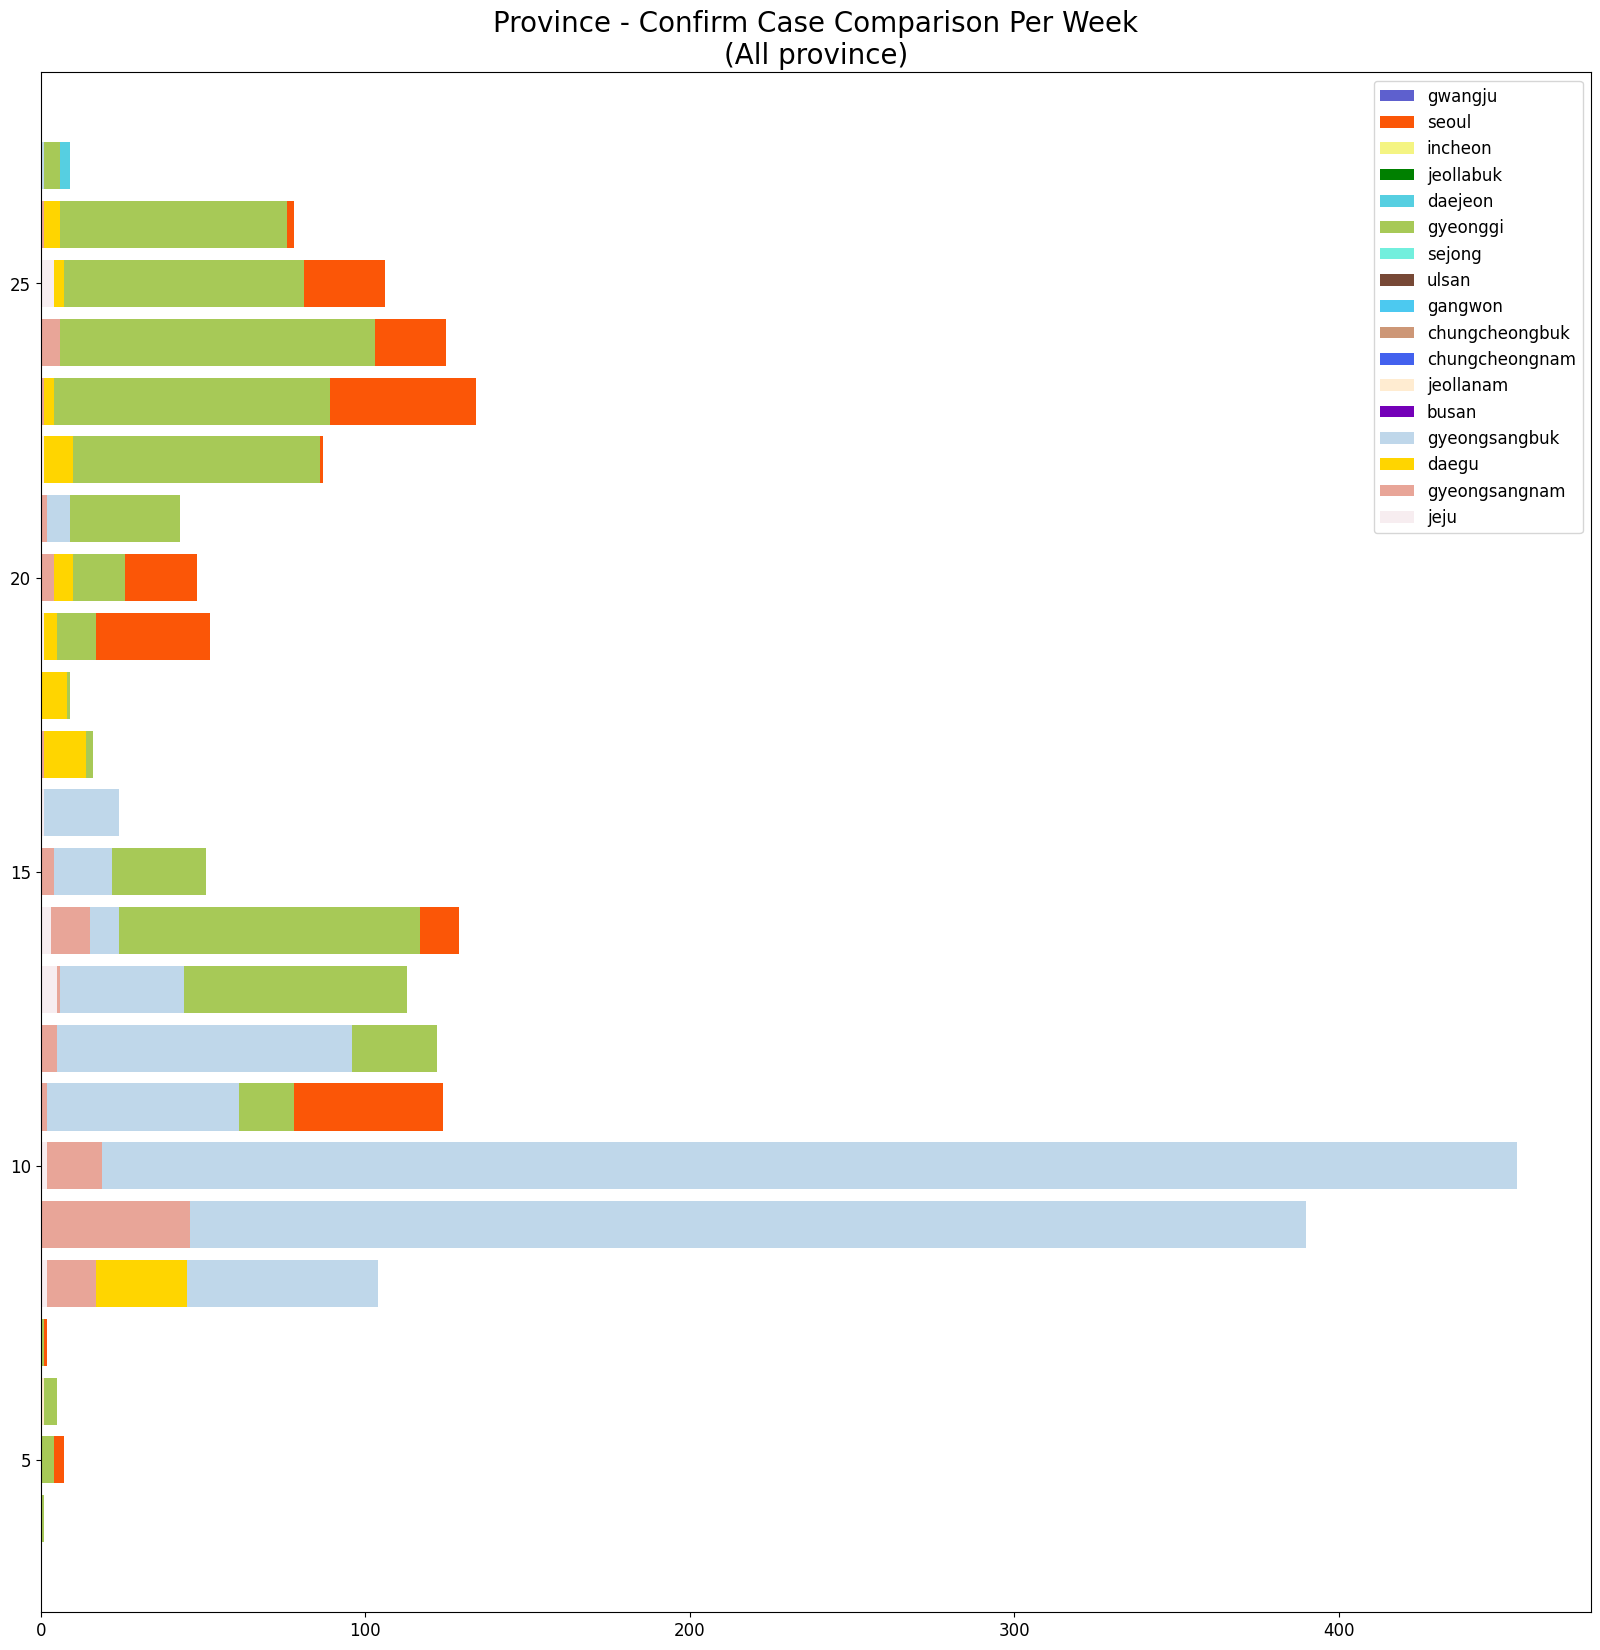 Province - Confirm Case Comparison Per Week
(All province)
gwangju
seoul
incheon
jeollabuk
daejeon
gyeonggi
sejong
ulsan
gangwon
chungcheongbuk
chungcheongnam
jeollanam
busan
gyeongsangbuk
daegu
gyeongsangnam
jeju
25
20
15
10
5
0 100 200 300 400